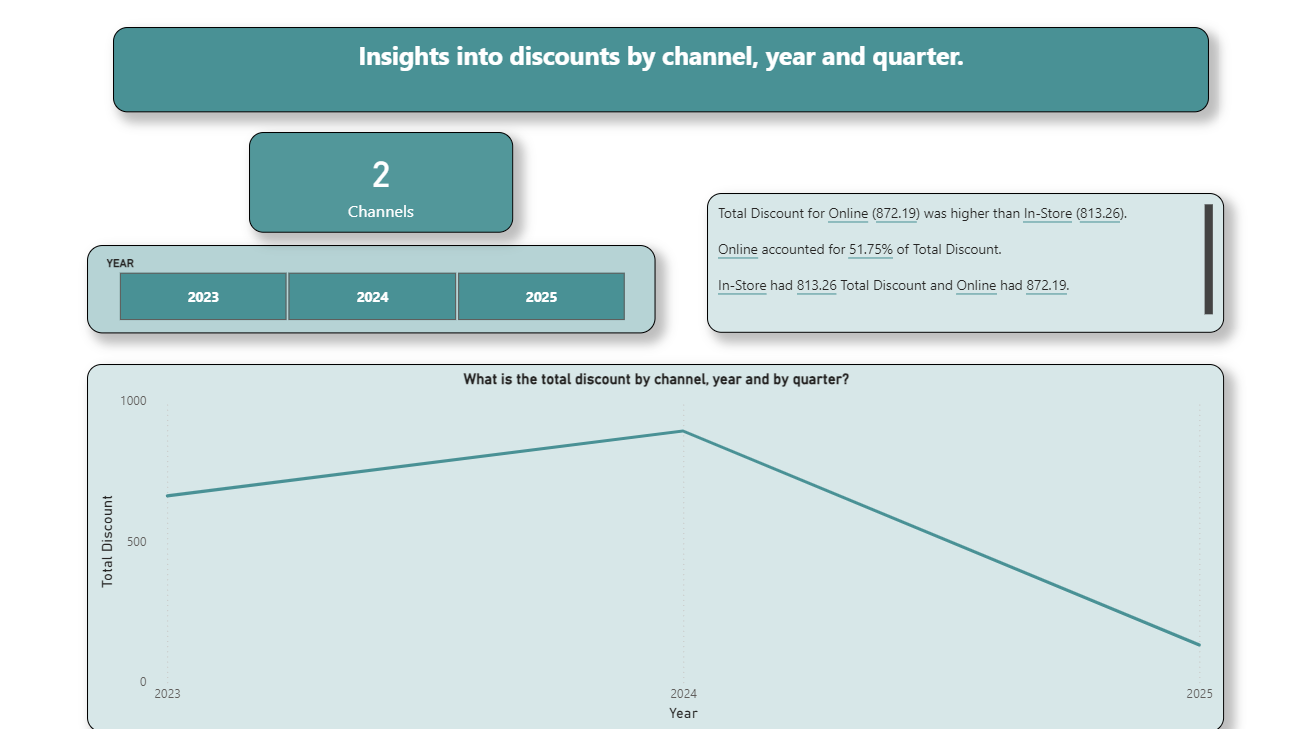 Insights into discounts by channel, year and quarter.
2
Channels
YEAR
2023 2024 2025
Total Discount for Online (872.19) was higher than In-Store (813.26).
Online accounted for 51.75% of Total Discount.
In-Store had 813.26 Total Discount and Online had 872.19.
What is the total discount by channel, year and by quarter?
1000
500
0
Total Discount
2023 2024 2025
Year